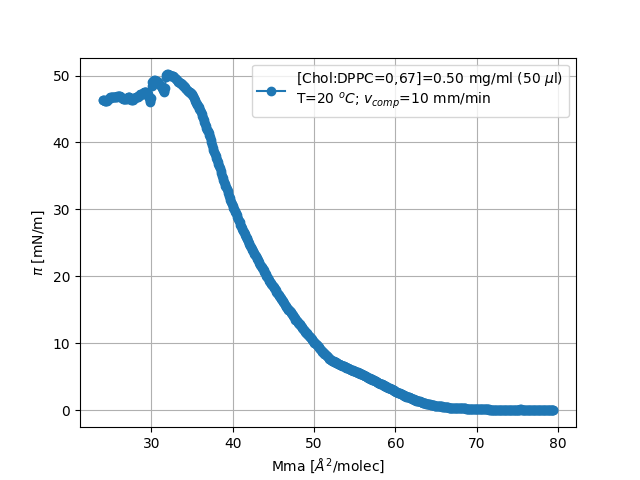 [Chol:DPPC=0,67]=0.50 mg/ml (50 μl)
T=20 °C; v_comp=10 mm/min
50
40
30
20
10
0
π [mN/m]
30 40 50 60 70 80
Mma [Å²/molec]